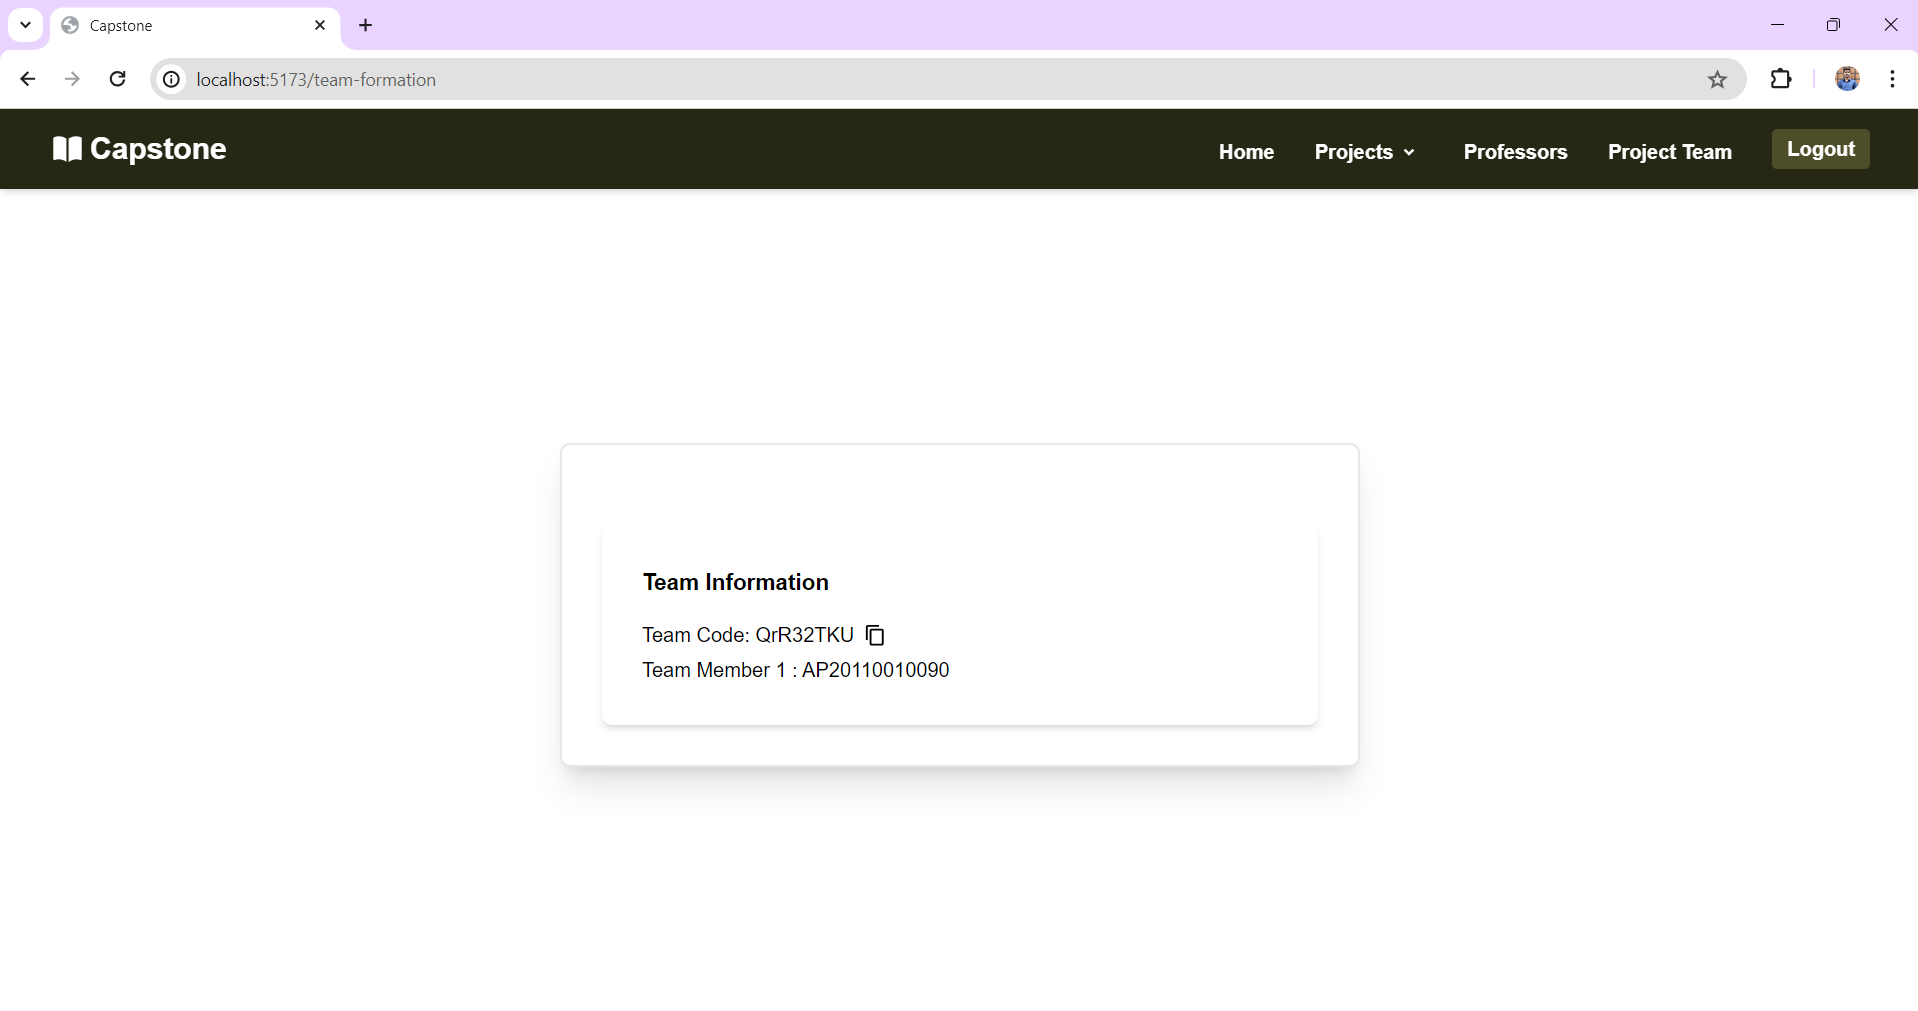 Capstone
localhost:5173/team-formation
Capstone
Home Projects Professors Project Team Logout
Team Information
Team Code: QrR32TKU
Team Member 1 : AP20110010090